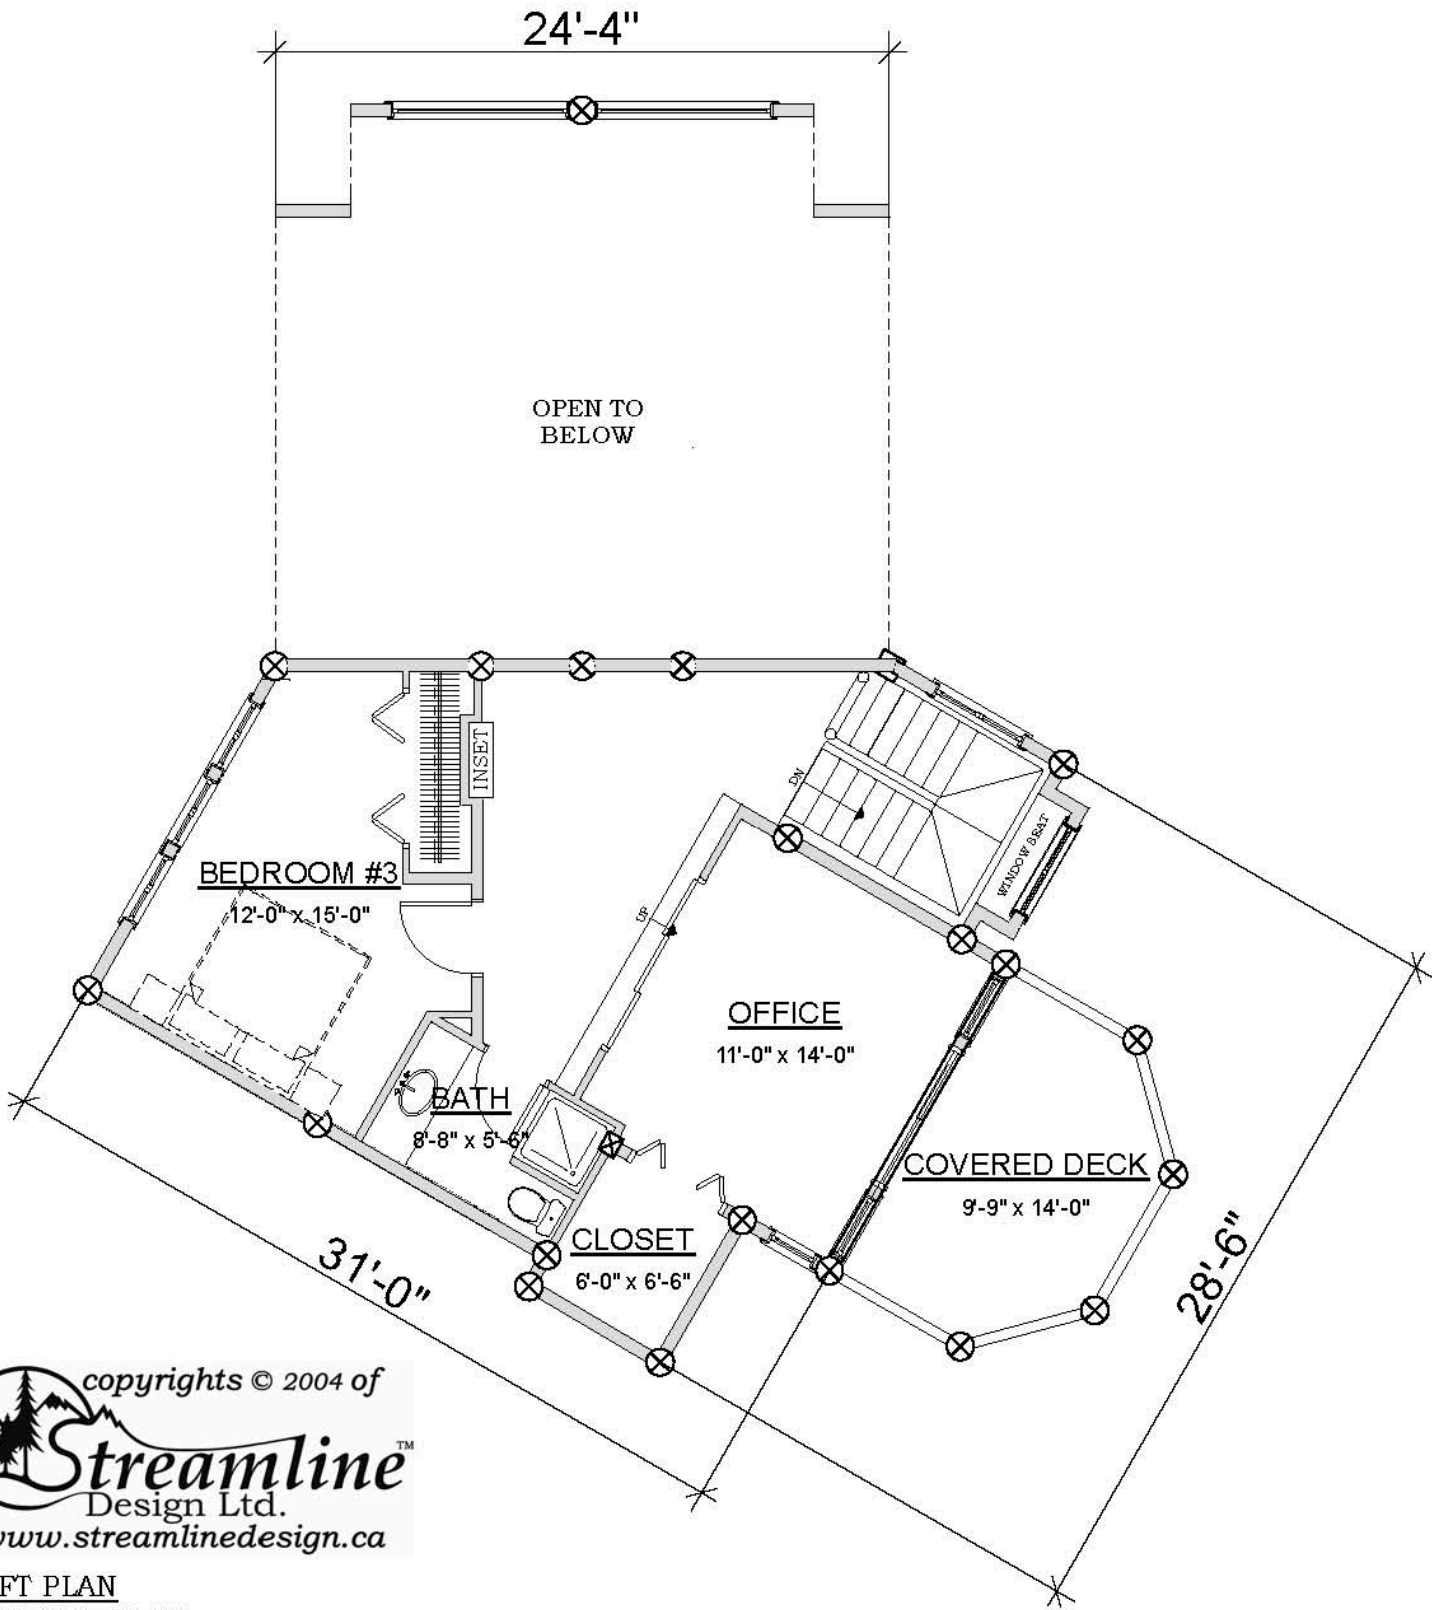 24'-4"
OPEN TO
BELOW
INSET
DN
WINDOW SEAT
BEDROOM #3
12'-0" x 15'-0"
UP
OFFICE
11'-0" x 14'-0"
BATH
8'-8" x 5'-6"
COVERED DECK
9'-9" x 14'-0"
CLOSET
6'-0" x 6'-6"
31'-0"
28'-6"
copyrights © 2004 of
Streamline™
Design Ltd.
www.streamlinedesign.ca
FT PLAN